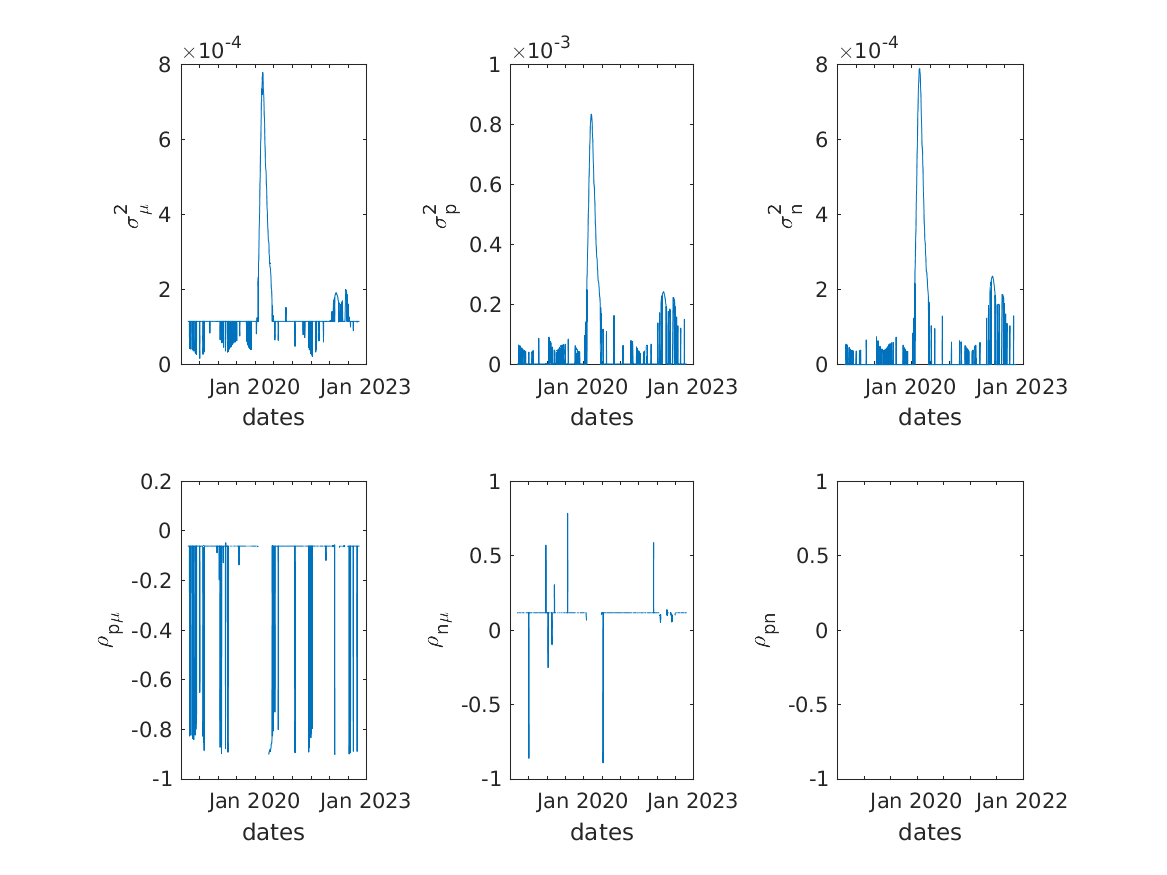 ×10-4
8
6
4
2
0
σ2μ
Jan 2020 Jan 2023
dates
×10-3
1
0.8
0.6
0.4
0.2
0
σ2p
Jan 2020 Jan 2023
dates
×10-4
8
6
4
2
0
σ2n
Jan 2020 Jan 2023
dates
0.2
0
-0.2
-0.4
-0.6
-0.8
-1
ρpμ
Jan 2020 Jan 2023
dates
1
0.5
0
-0.5
-1
ρnμ
Jan 2020 Jan 2023
dates
1
0.5
0
-0.5
-1
ρpn
Jan 2020 Jan 2022
dates